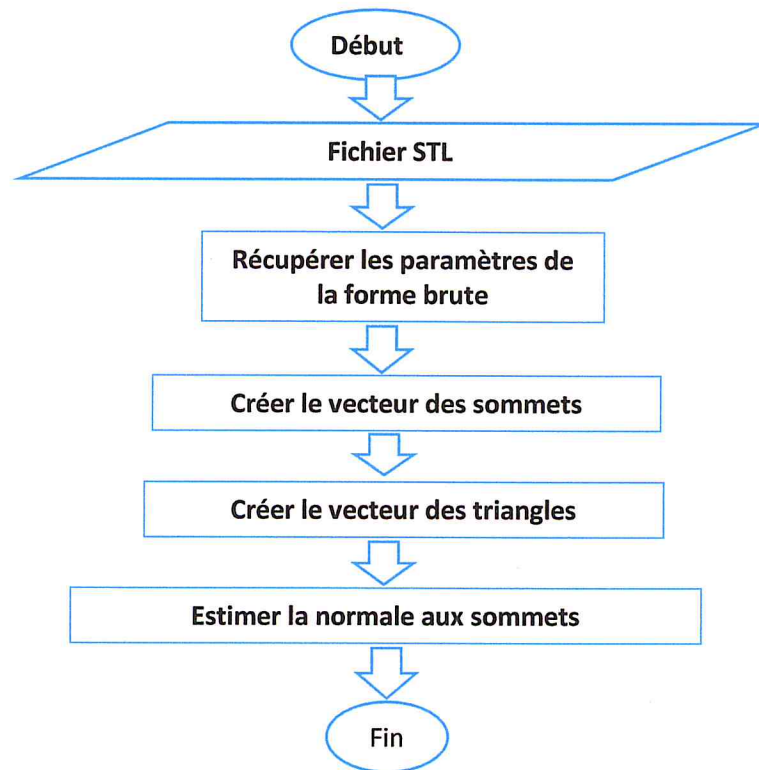 Début
Fichier STL
Récupérer les paramètres de
la forme brute
Créer le vecteur des sommets
Créer le vecteur des triangles
Estimer la normale aux sommets
Fin